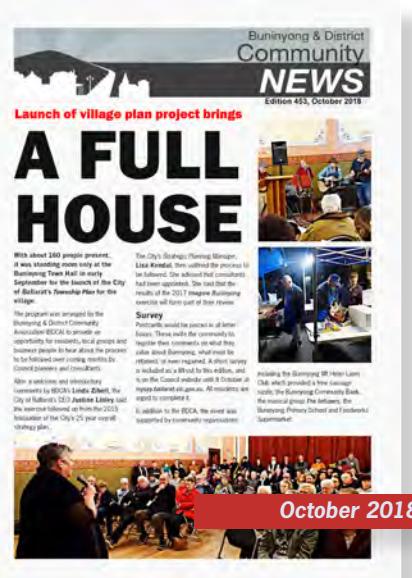 Buninyong & District
Community
NEWS
Edition 453, October 2018
Launch of village plan project brings
A FULL
HOUSE
With about 160 people present,
it was standing room only at the
Buninyong Town Hall in early
September for the launch of the City
of Ballarat's Township Plan for the
village.
The program was arranged by the
Buninyong & District Community
Association (BDCA) to provide an
opportunity for residents, local groups and
business people to hear about the process
to be followed over coming months by
Council planners and consultants.
After a welcome and introductory
comments by BDCA's Linda Zibell, the
City of Ballarat's CEO Justine Linley said
the exercise followed on from the 2015
finalisation of the City's 25 year overall
strategy plan.
The City's Strategic Planning Manager,
Lisa Kendal, then outlined the process to
be followed. She advised that consultants
had been appointed. She said that the
results of the 2017 Imagine Buninyong
exercise will form part of their review.
Survey
Postcards would be placed in all letter
boxes. These invite the community to
register their comments on what they
value about Buninyong, what must be
retained, or even regained. A short survey
is included as a lift-out to this edition, and
is on the Council website until 8 October at
mysay.ballarat.vic.gov.au. All residents are
urged to complete it.
In addition to the BDCA, the event was
supported by community organisations
including the Buninyong Lions
Club which provided a free sausage
sizzle, the Buninyong Community Bank,
the musical group The
Buninyong Primary School and Foodworks
Supermarket.
October 2018